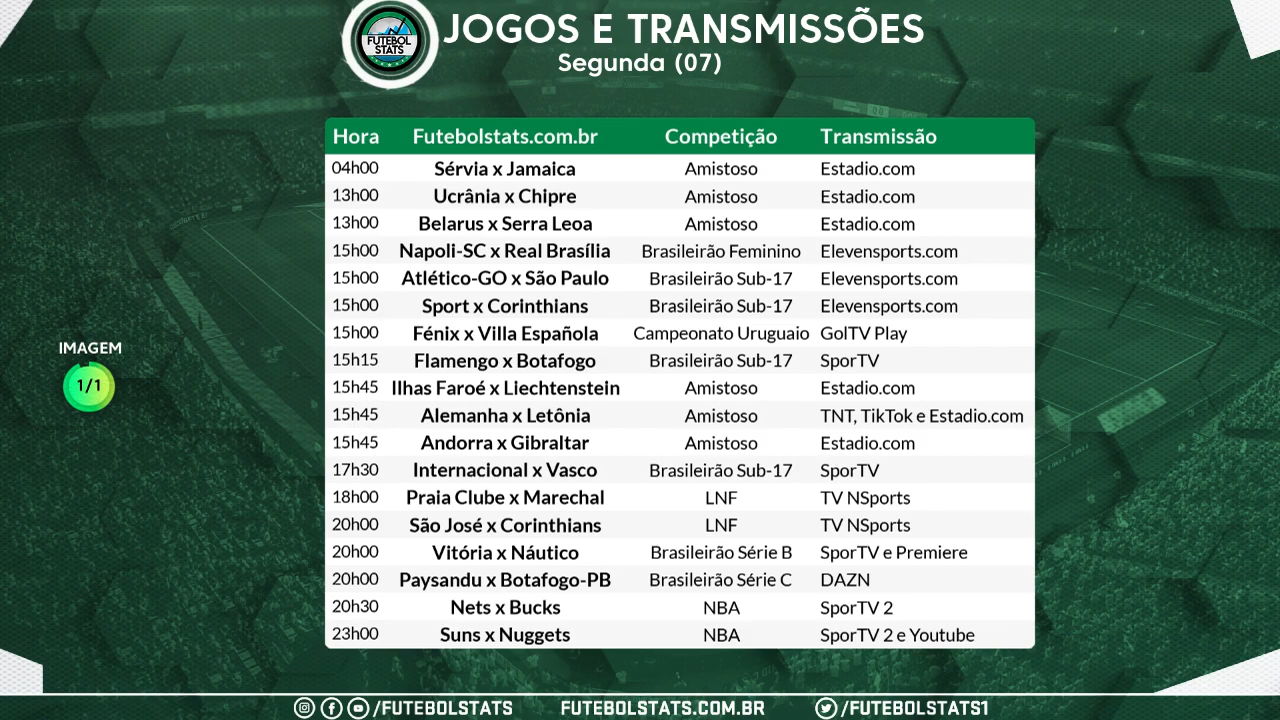 FUTEBOL
STATS
JOGOS E TRANSMISSÕES
Segunda (07)
Hora Futebolstats.com.br Competição Transmissão
04h00 Sérvia x Jamaica Amistoso Estadio.com
13h00 Ucrânia x Chipre Amistoso Estadio.com
13h00 Belarus x Serra Leoa Amistoso Estadio.com
15h00 Napoli-SC x Real Brasília Brasileirão Feminino Elevensports.com
15h00 Atlético-GO x São Paulo Brasileirão Sub-17 Elevensports.com
15h00 Sport x Corinthians Brasileirão Sub-17 Elevensports.com
15h00 Fénix x Villa Española Campeonato Uruguaio GolTV Play
15h15 Flamengo x Botafogo Brasileirão Sub-17 SporTV
15h45 Ilhas Faroé x Liechtenstein Amistoso Estadio.com
15h45 Alemanha x Letônia Amistoso TNT, TikTok e Estadio.com
15h45 Andorra x Gibraltar Amistoso Estadio.com
17h30 Internacional x Vasco Brasileirão Sub-17 SporTV
18h00 Praia Clube x Marechal LNF TV NSports
20h00 São José x Corinthians LNF TV NSports
20h00 Vitória x Náutico Brasileirão Série B SporTV e Premiere
20h00 Paysandu x Botafogo-PB Brasileirão Série C DAZN
20h30 Nets x Bucks NBA SporTV 2
23h00 Suns x Nuggets NBA SporTV 2 e Youtube
IMAGEM
1/1
/FUTEBOLSTATS FUTEBOLSTATS.COM.BR /FUTEBOLSTATS1